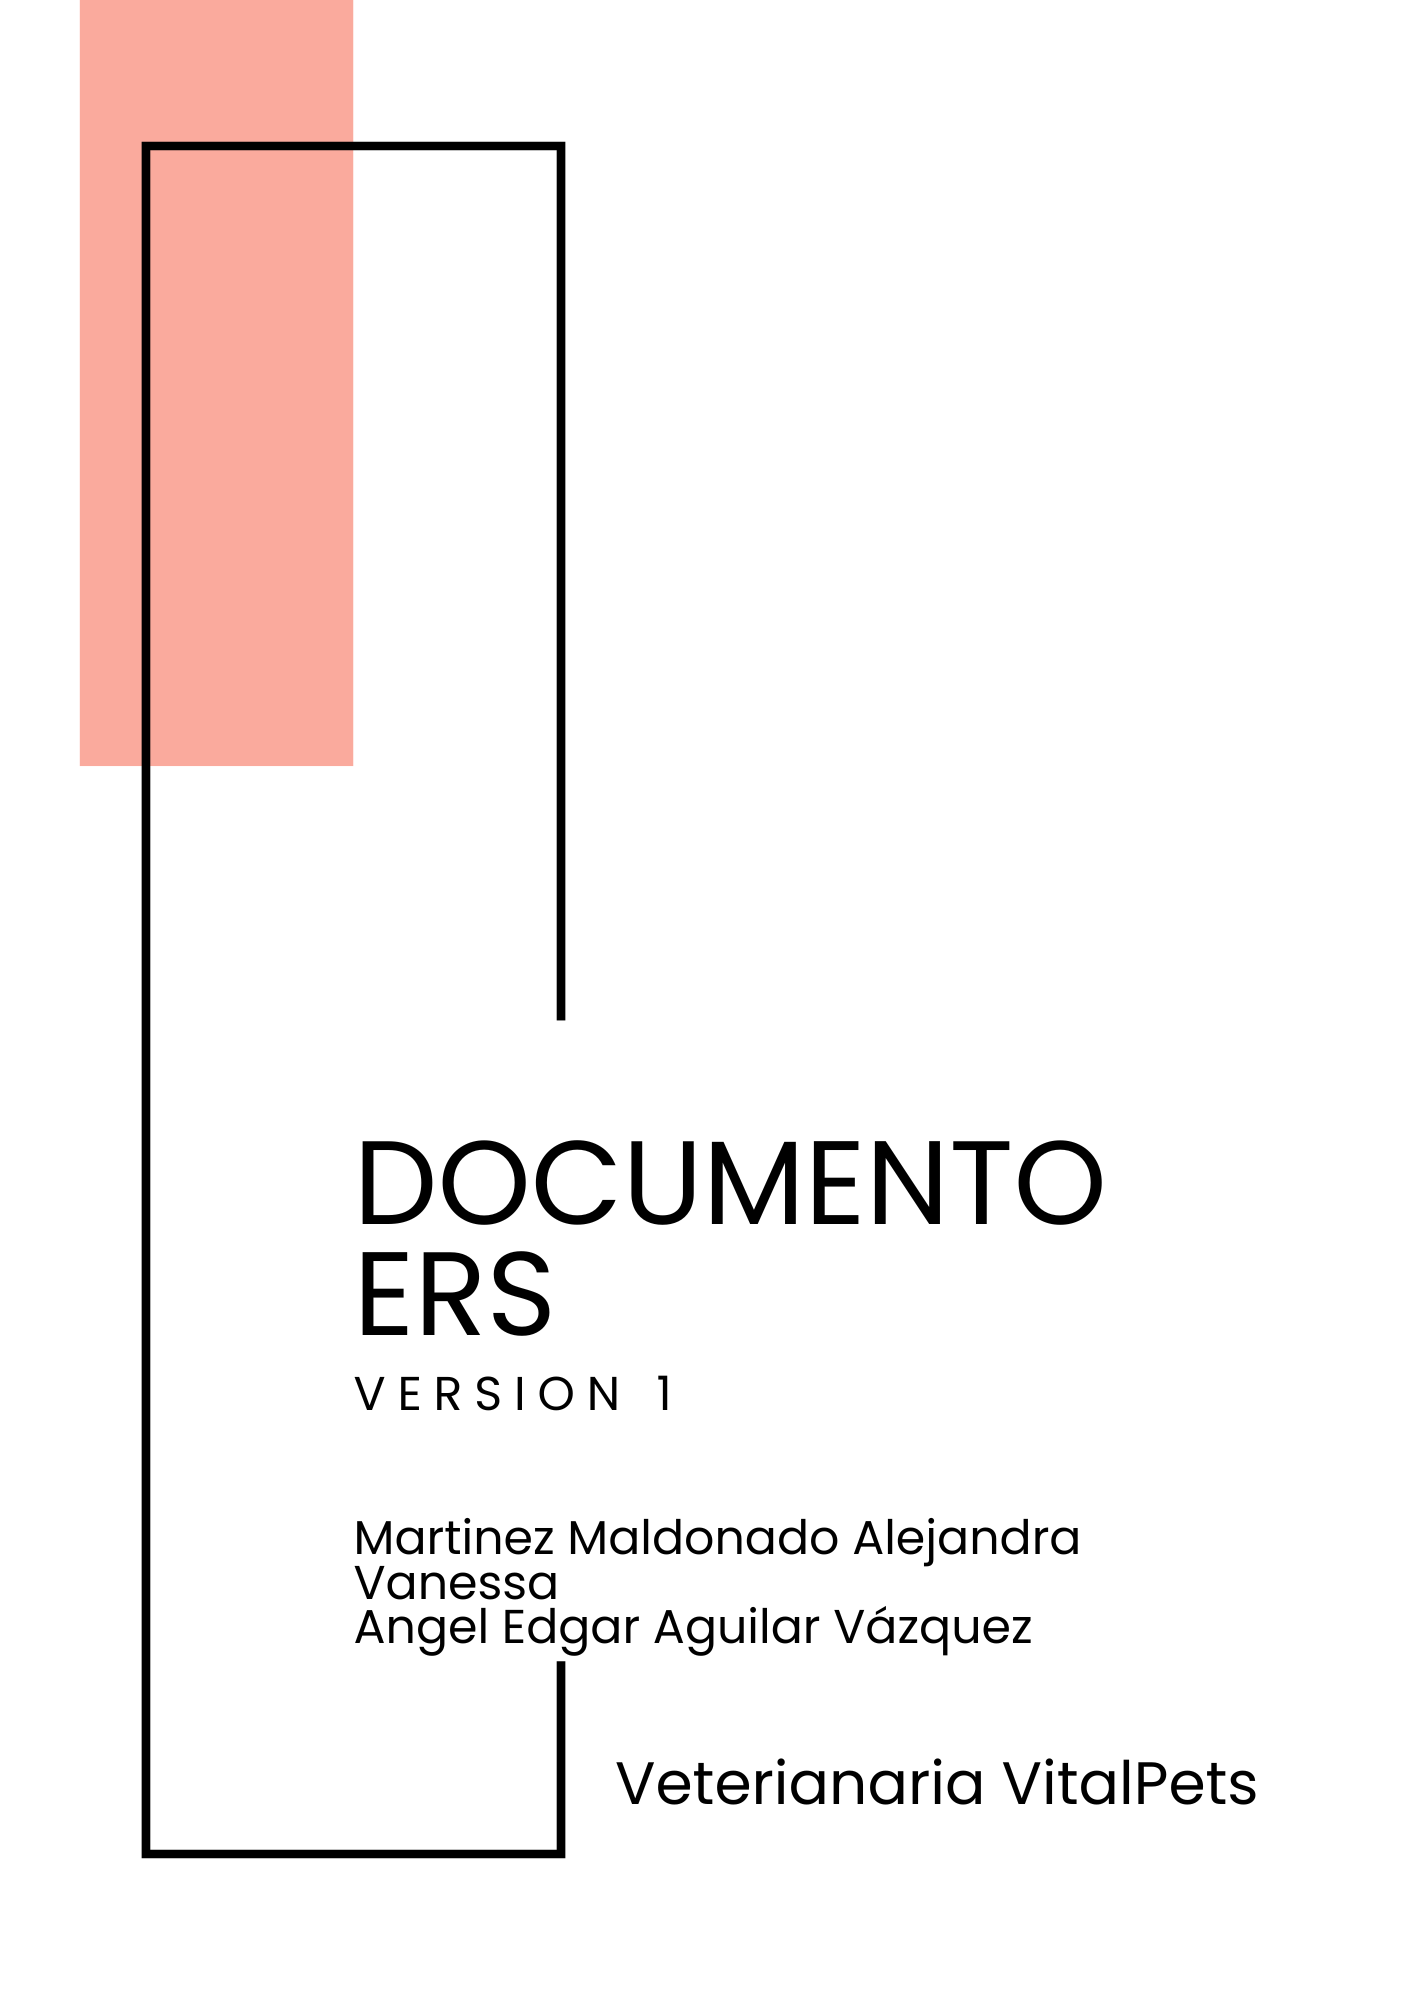 DOCUMENTO
ERS
VERSION 1
Martinez Maldonado Alejandra
Vanessa
Angel Edgar Aguilar Vázquez
Veterianaria VitalPets